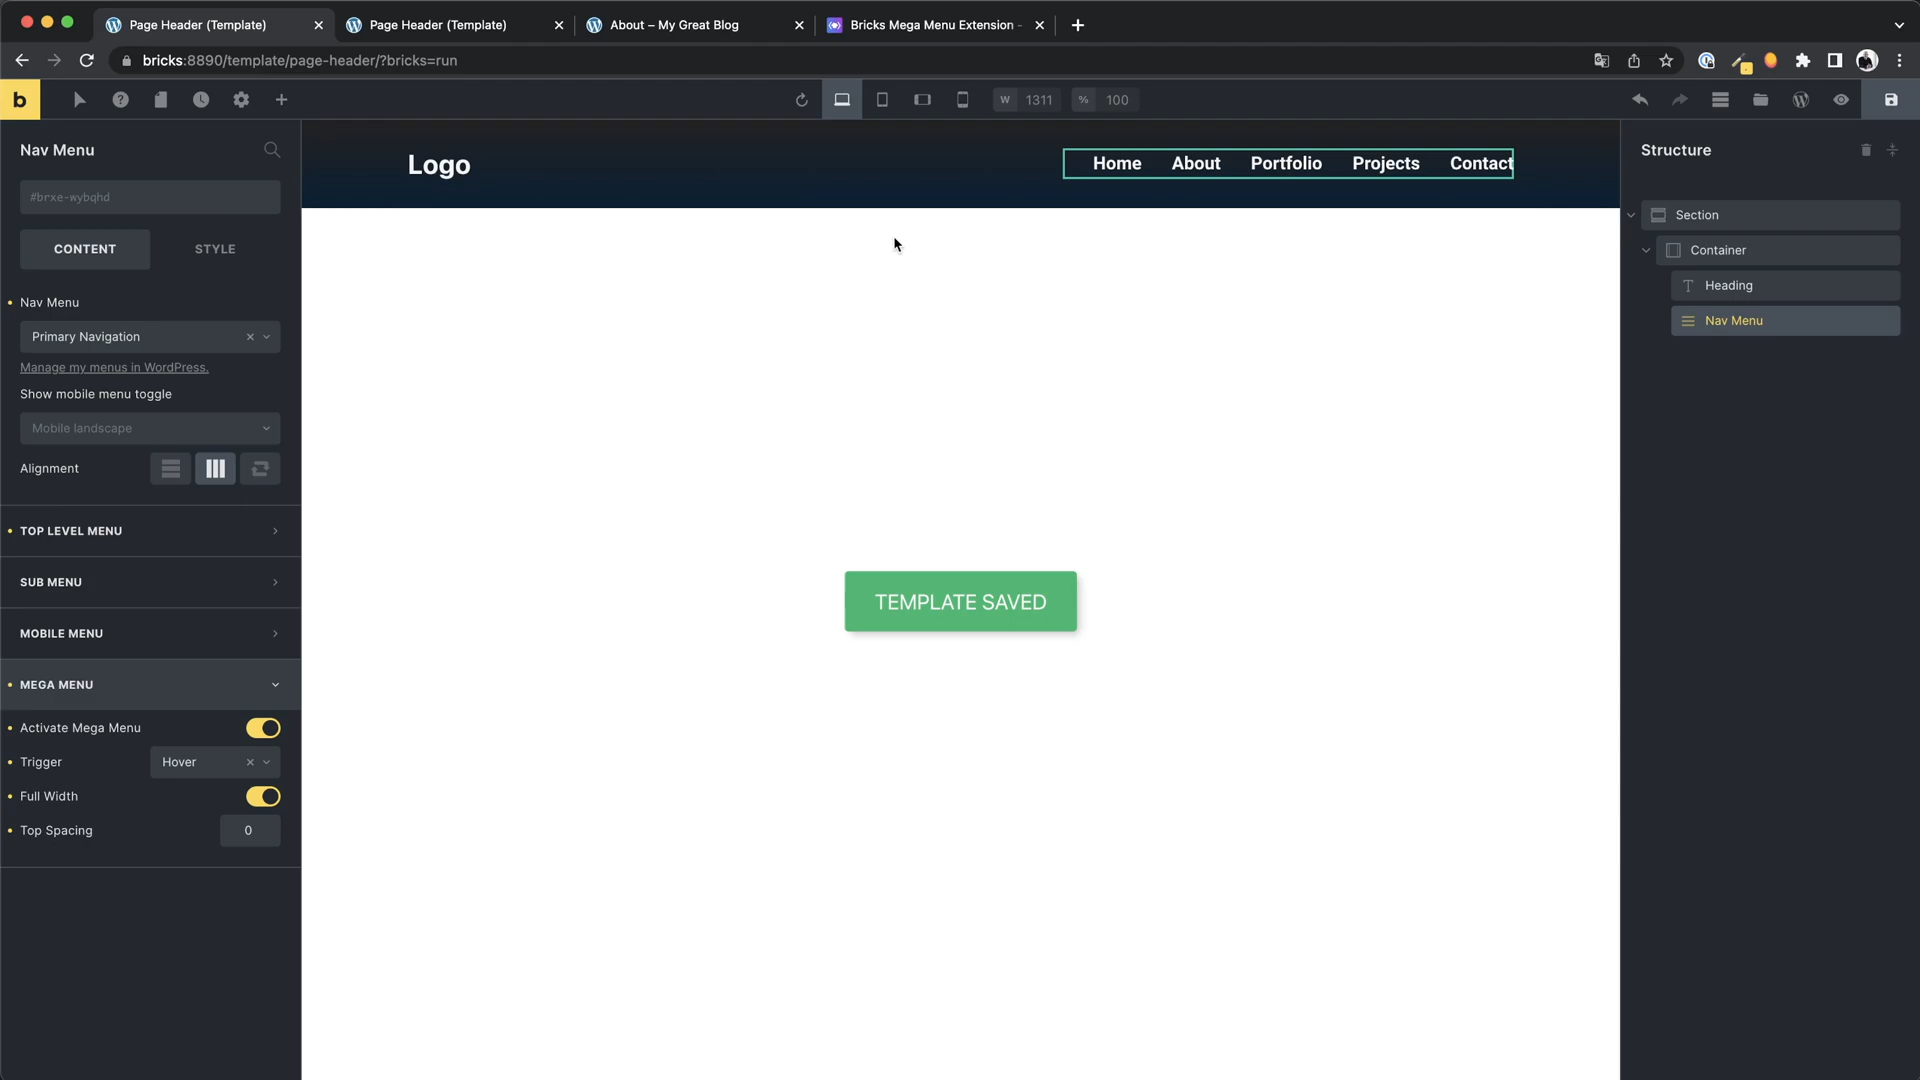 Page Header (Template)
Page Header (Template)
About – My Great Blog
Bricks Mega Menu Extension -
bricks:8890/template/page-header/?bricks=run
b
W 1311
% 100
Nav Menu
#brxe-wybqhd
CONTENT
STYLE
Nav Menu
Primary Navigation
Manage my menus in WordPress.
Show mobile menu toggle
Mobile landscape
Alignment
TOP LEVEL MENU
SUB MENU
MOBILE MENU
MEGA MENU
Activate Mega Menu
Trigger
Hover
Full Width
Top Spacing
0
Logo
Home
About
Portfolio
Projects
Contact
TEMPLATE SAVED
Structure
Section
Container
Heading
Nav Menu